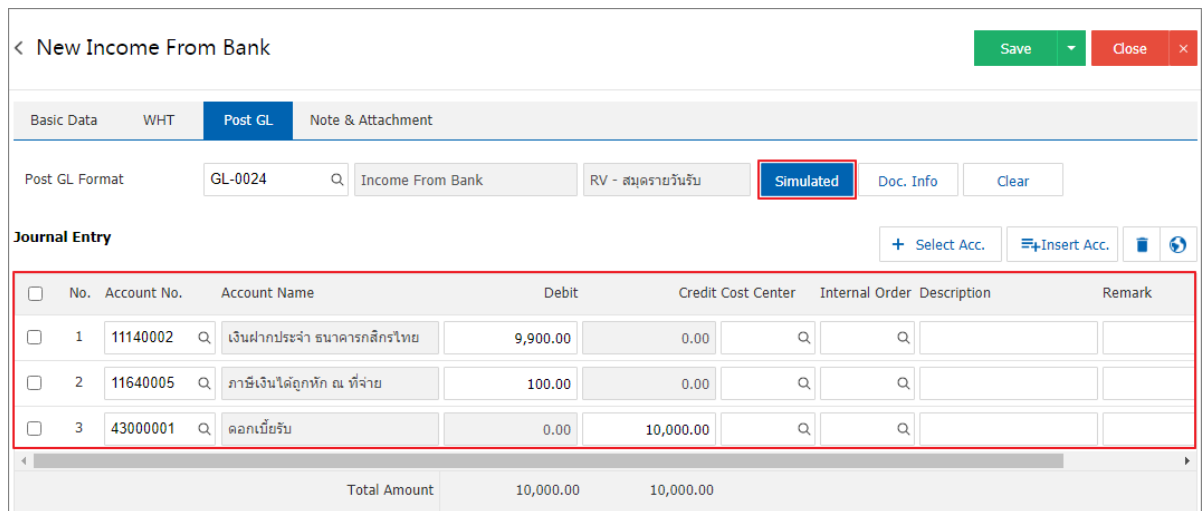 New Income From Bank
Save
Close ×
Basic Data WHT Post GL Note & Attachment
Post GL Format GL-0024 Income From Bank RV - สมุดรายวันรับ Simulated Doc. Info Clear
Journal Entry
+ Select Acc. Insert Acc.
No. Account No. Account Name Debit Credit Cost Center Internal Order Description Remark
1 11140002 เงินฝากประจำ ธนาคารกสิกรไทย 9,900.00 0.00
2 11640005 ภาษีเงินได้ถูกหัก ณ ที่จ่าย 100.00 0.00
3 43000001 ดอกเบี้ยรับ 0.00 10,000.00
Total Amount 10,000.00 10,000.00